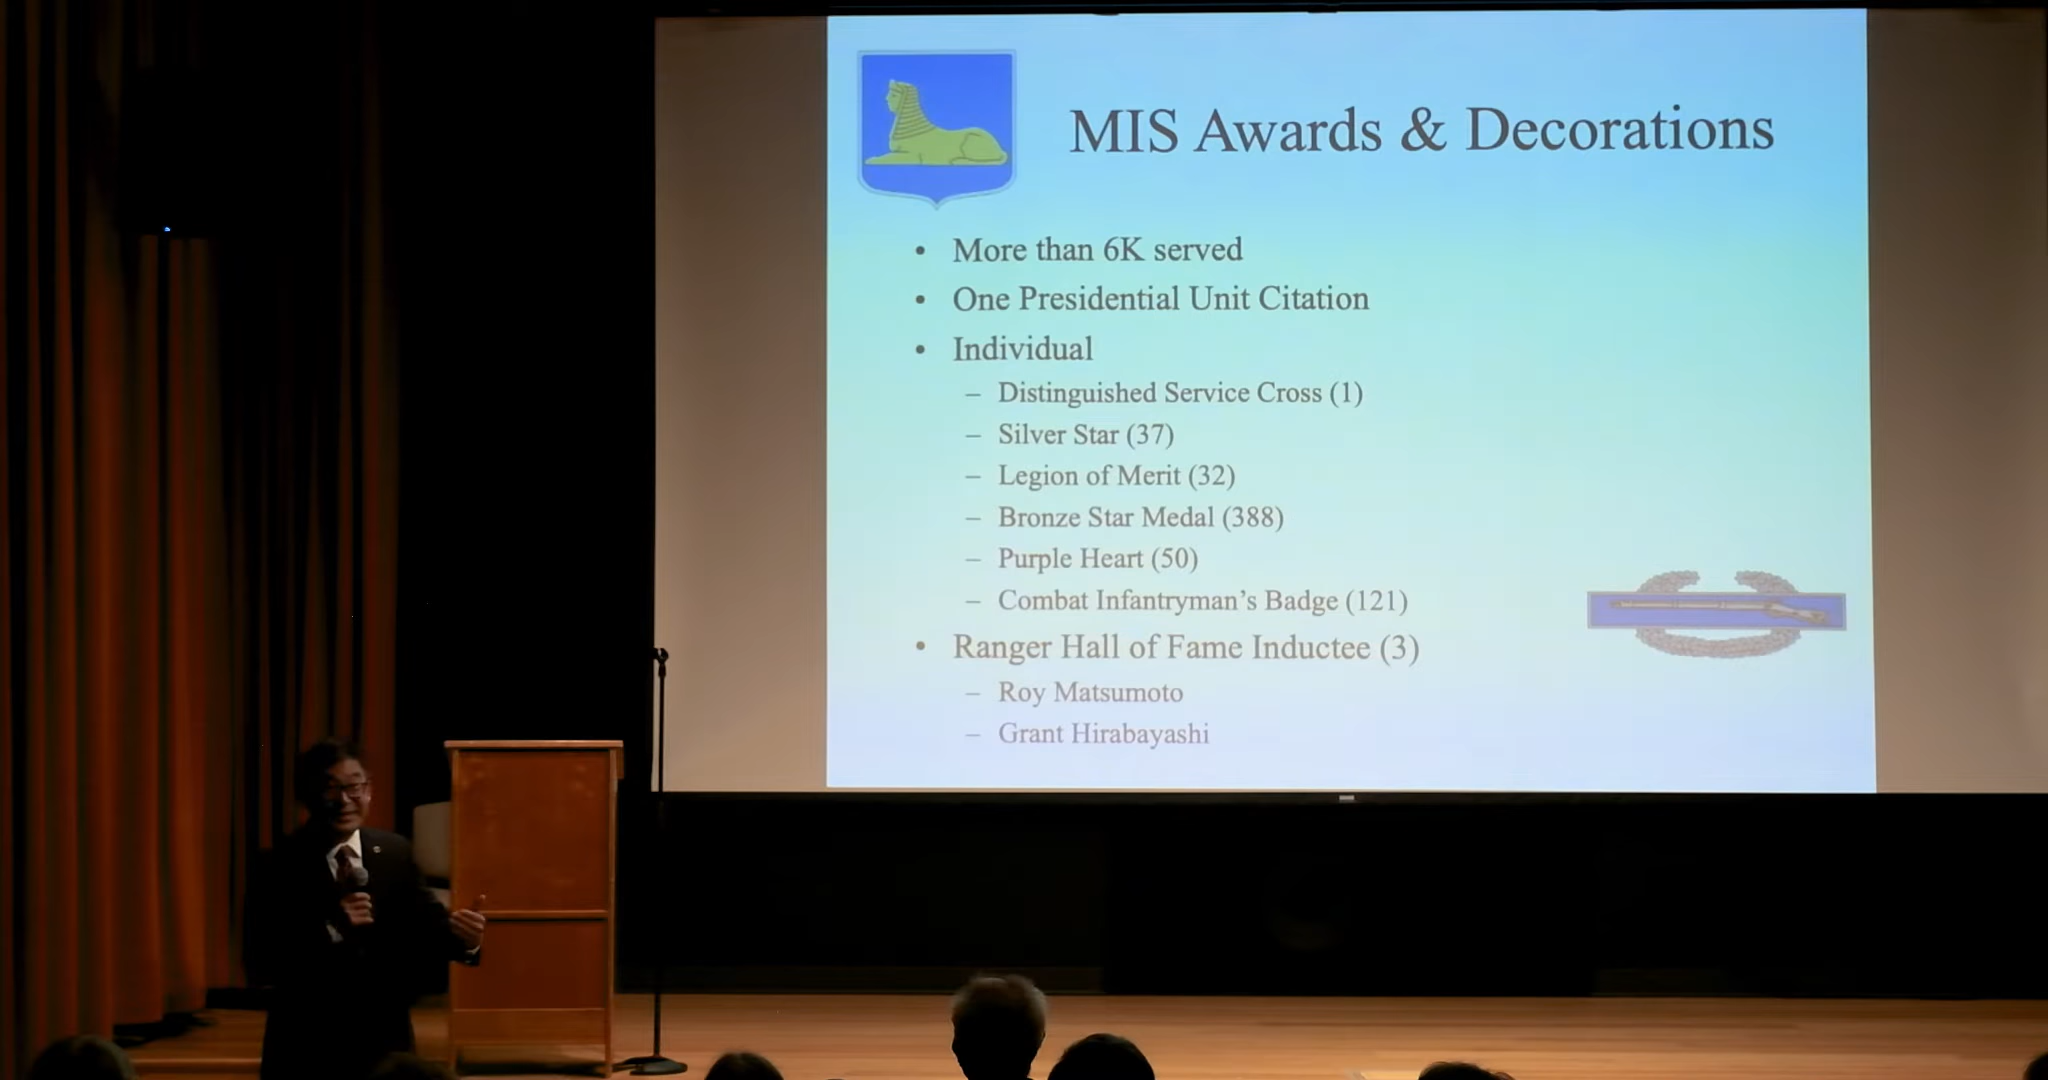 MIS Awards & Decorations
• More than 6K served
• One Presidential Unit Citation
• Individual
– Distinguished Service Cross (1)
– Silver Star (37)
– Legion of Merit (32)
– Bronze Star Medal (388)
– Purple Heart (50)
– Combat Infantryman's Badge (121)
• Ranger Hall of Fame Inductee (3)
– Roy Matsumoto
– Grant Hirabayashi